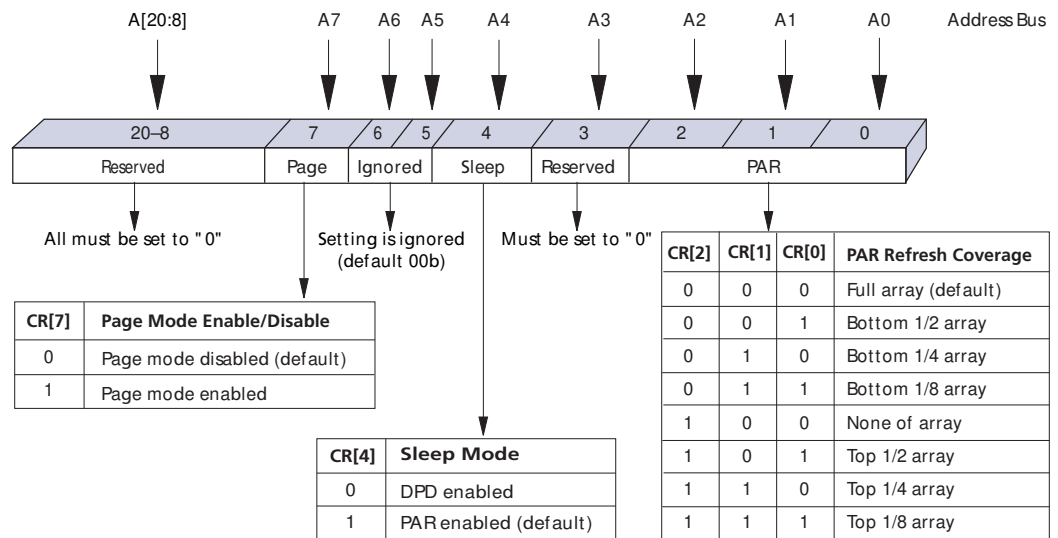 A[20:8] A7 A6 A5 A4 A3 A2 A1 A0 Address Bus
20–8 7 6 5 4 3 2 1 0
Reserved Page Ignored Sleep Reserved PAR
All must be set to "0"
Setting is ignored
(default 00b)
Must be set to "0"
CR[7] Page Mode Enable/Disable
0 Page mode disabled (default)
1 Page mode enabled
CR[4] Sleep Mode
0 DPD enabled
1 PAR enabled (default)
CR[2] CR[1] CR[0] PAR Refresh Coverage
0 0 0 Full array (default)
0 0 1 Bottom 1/2 array
0 1 0 Bottom 1/4 array
0 1 1 Bottom 1/8 array
1 0 0 None of array
1 0 1 Top 1/2 array
1 1 0 Top 1/4 array
1 1 1 Top 1/8 array